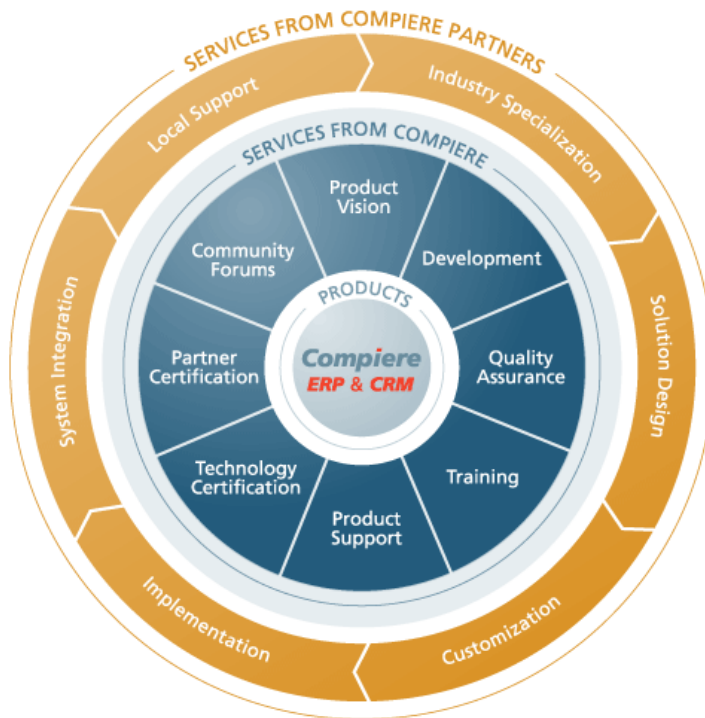 SERVICES FROM COMPIERE PARTNERS
Local Support
Industry Specialization
Solution Design
Customization
Implementation
System Integration
SERVICES FROM COMPIERE
Product
Vision
Development
Quality
Assurance
Training
Product
Support
Technology
Certification
Partner
Certification
Community
Forums
PRODUCTS
Compiere
ERP & CRM